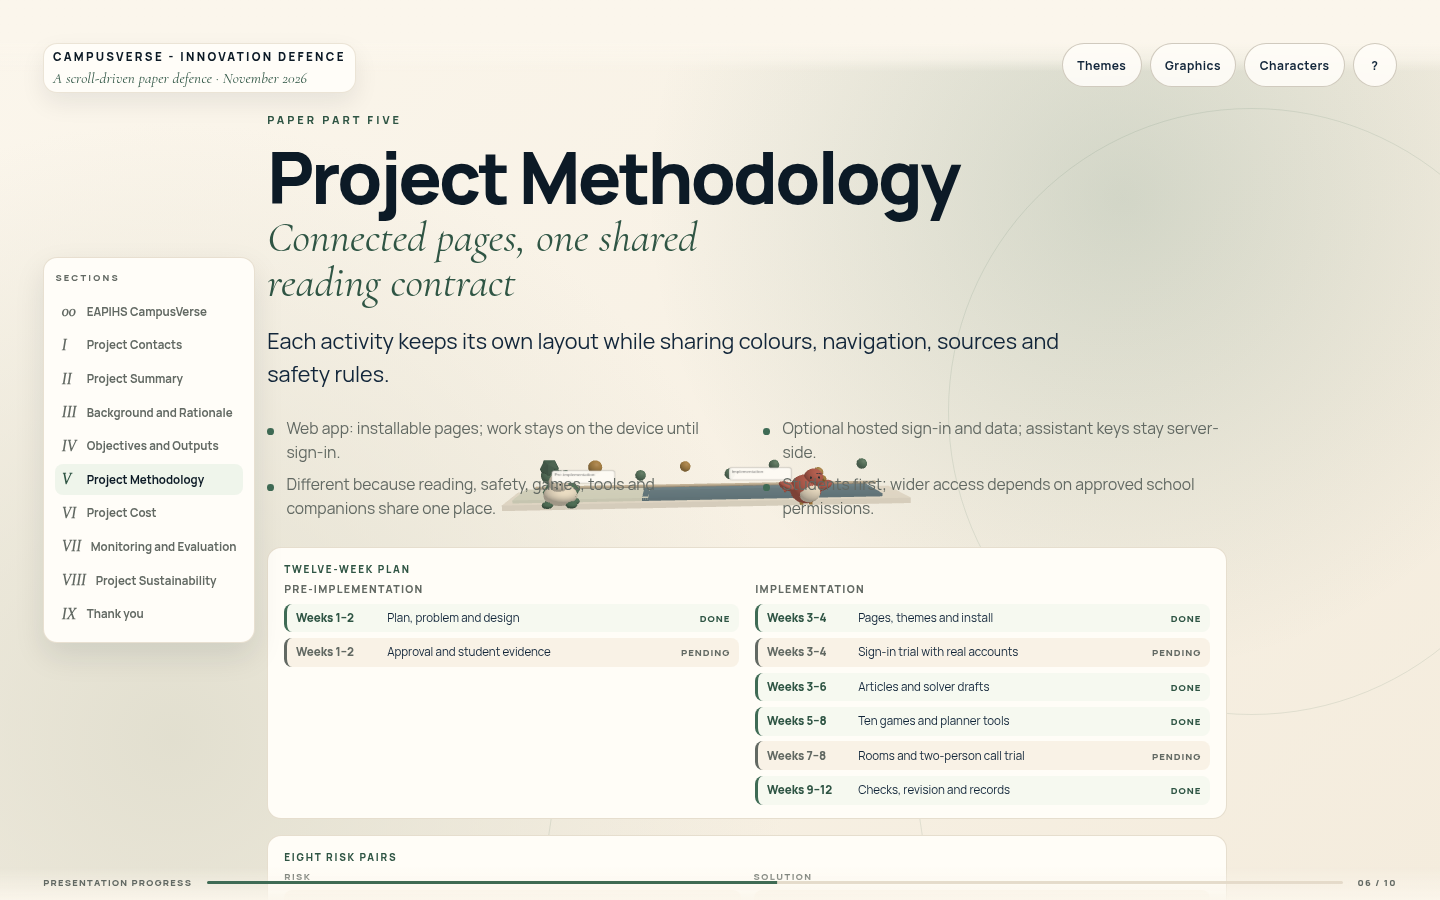 CAMPUSVERSE - INNOVATION DEFENCE
A scroll-driven paper defence · November 2026
Themes
Graphics
Characters
?
PAPER PART FIVE
Project Methodology
Connected pages, one shared
reading contract
Each activity keeps its own layout while sharing colours, navigation, sources and
safety rules.
Web app: installable pages; work stays on the device until
sign-in.
Different because reading, safety, games, tools and
companions share one place.
Optional hosted sign-in and data; assistant keys stay server-
side.
Students first; wider access depends on approved school
permissions.
Implementation
SECTIONS
00 EAPIHS CampusVerse
I Project Contacts
II Project Summary
III Background and Rationale
IV Objectives and Outputs
V Project Methodology
VI Project Cost
VII Monitoring and Evaluation
VIII Project Sustainability
IX Thank you
TWELVE-WEEK PLAN
PRE-IMPLEMENTATION
Weeks 1–2 Plan, problem and design DONE
Weeks 1–2 Approval and student evidence PENDING
IMPLEMENTATION
Weeks 3–4 Pages, themes and install DONE
Weeks 3–4 Sign-in trial with real accounts PENDING
Weeks 3–6 Articles and solver drafts DONE
Weeks 5–8 Ten games and planner tools DONE
Weeks 7–8 Rooms and two-person call trial PENDING
Weeks 9–12 Checks, revision and records DONE
EIGHT RISK PAIRS
RISK
SOLUTION
PRESENTATION PROGRESS
06 / 10